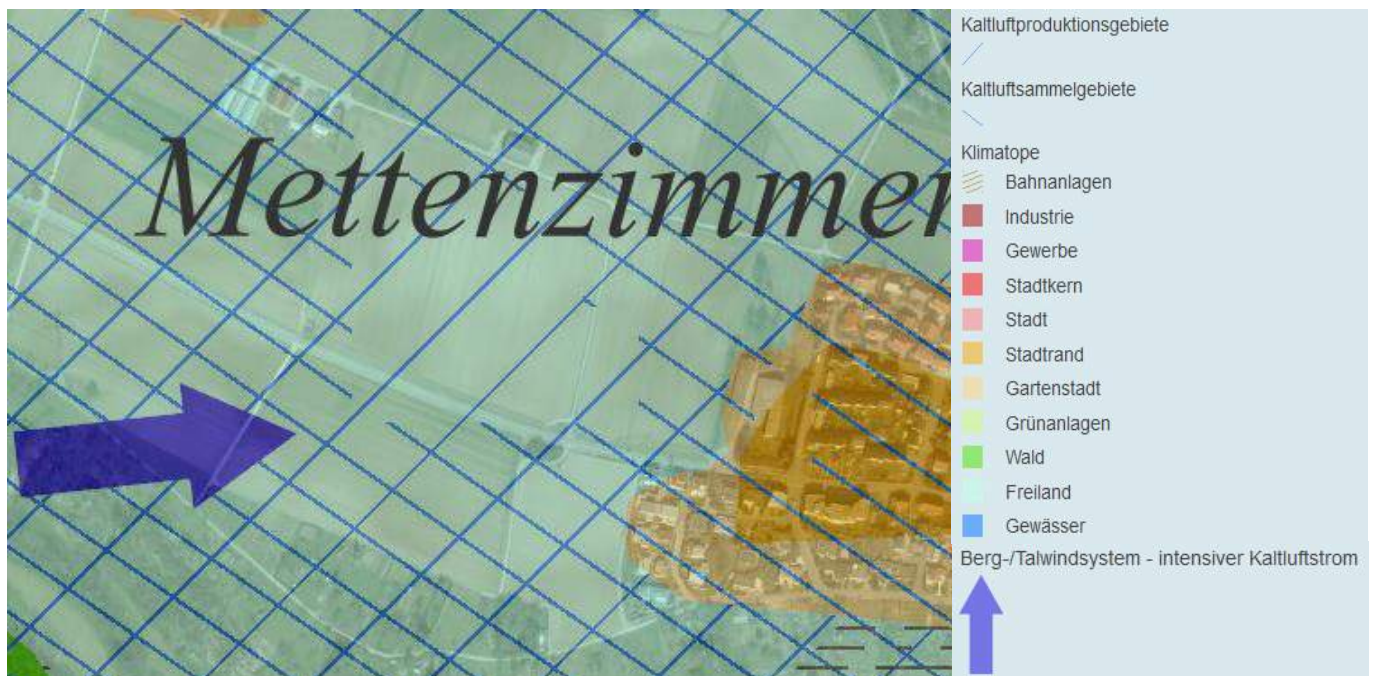 Mettenzimmer
Kaltluftproduktionsgebiete
Kaltluftsammelgebiete
Klimatope
Bahnanlagen
Industrie
Gewerbe
Stadtkern
Stadt
Stadtrand
Gartenstadt
Grünanlagen
Wald
Freiland
Gewässer
Berg-/Talwindsystem - intensiver Kaltluftstrom